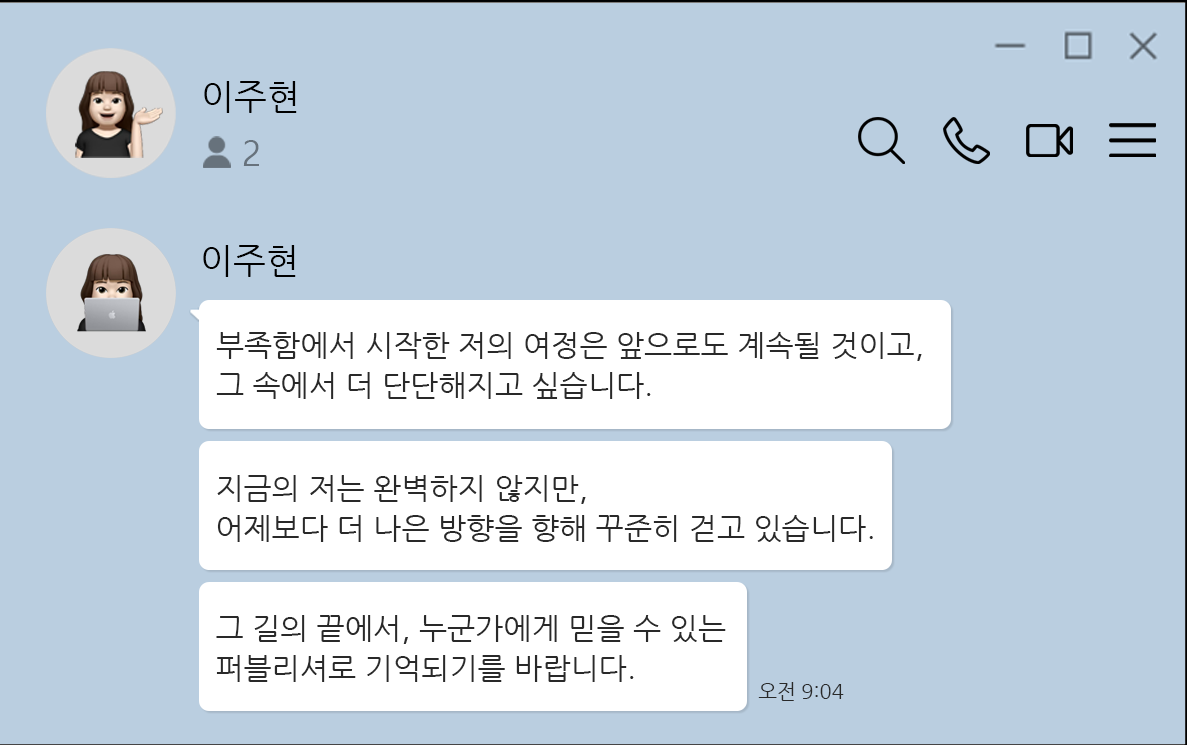 이주현
2
이주현
부족함에서 시작한 저의 여정은 앞으로도 계속될 것이고,
그 속에서 더 단단해지고 싶습니다.
지금의 저는 완벽하지 않지만,
어제보다 더 나은 방향을 향해 꾸준히 걷고 있습니다.
그 길의 끝에서, 누군가에게 믿을 수 있는
퍼블리셔로 기억되기를 바랍니다.
오전 9:04